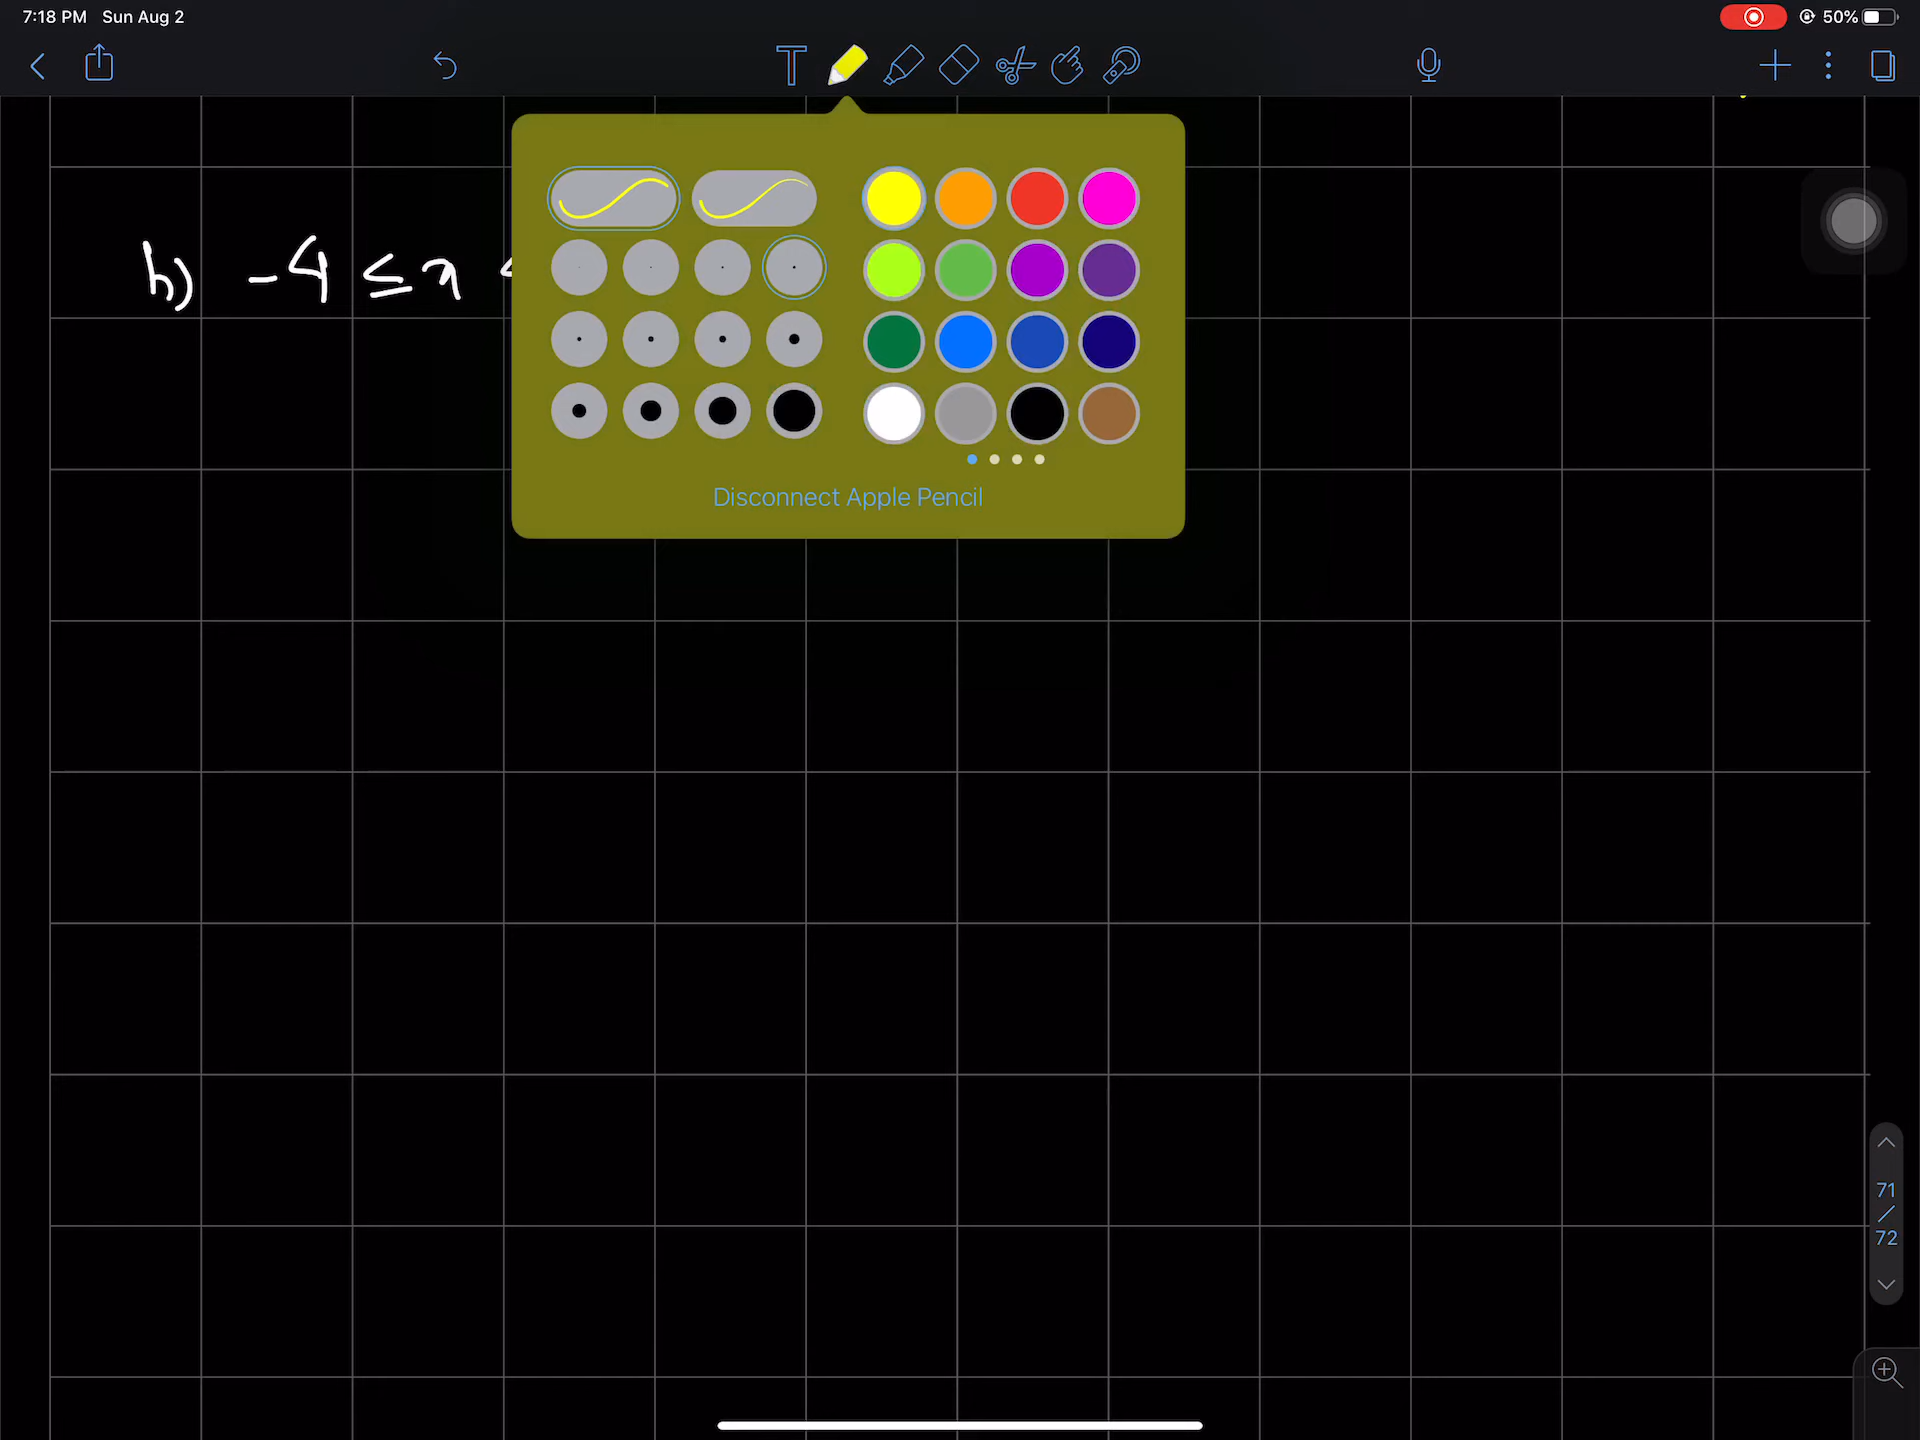 7:18 PM Sun Aug 2
50%
h) -4 ≤ x <
Disconnect Apple Pencil
71
/
72